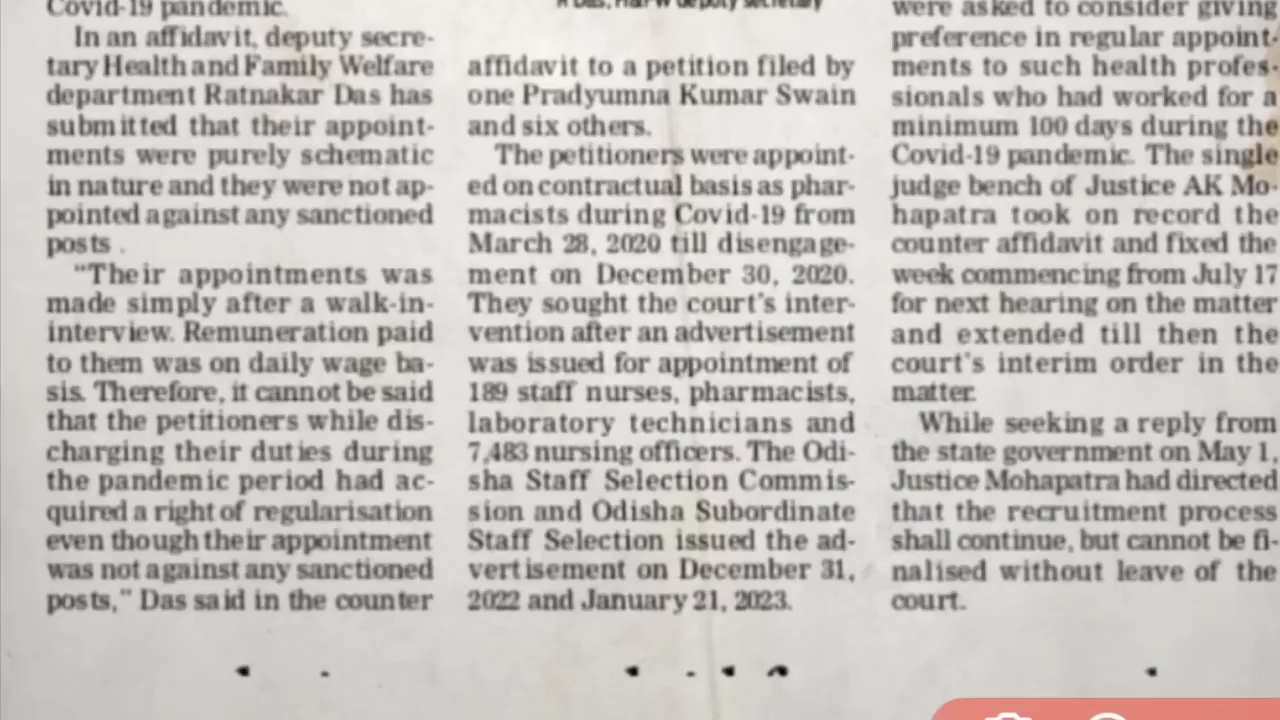 Covid-19 pandemic.
In an affidavit, deputy secre-
tary Health and Family Welfare
department Ratnakar Das has
submitted that their appoint-
ments were purely schematic
in nature and they were not ap-
pointed against any sanctioned
posts .
"Their appointments was
made simply after a walk-in-
interview. Remuneration paid
to them was on daily wage ba-
sis. Therefore, it cannot be said
that the petitioners while dis-
charging their duties during
the pandemic period had ac-
quired a right of regularisation
even though their appointment
was not against any sanctioned
posts," Das said in the counter
deputy secretary
affidavit to a petition filed by
one Pradyumna Kumar Swain
and six others.
The petitioners were appoint-
ed on contractual basis as phar-
macists during Covid-19 from
March 28, 2020 till disengage-
ment on December 30, 2020.
They sought the court's inter-
vention after an advertisement
was issued for appointment of
189 staff nurses, pharmacists,
laboratory technicians and
7,483 nursing officers. The Odi-
sha Staff Selection Commis-
sion and Odisha Subordinate
Staff Selection issued the ad-
vertisement on December 31,
2022 and January 21, 2023.
were asked to consider giving
preference in regular appoint-
ments to such health profes-
sionals who had worked for a
minimum 100 days during the
Covid-19 pandemic. The single
judge bench of Justice AK Mo-
hapatra took on record the
counter affidavit and fixed the
week commencing from July 17
for next hearing on the matter
and extended till then the
court's interim order in the
matter.
While seeking a reply from
the state government on May 1,
Justice Mohapatra had directed
that the recruitment process
shall continue, but cannot be fi-
nalised without leave of the
court.